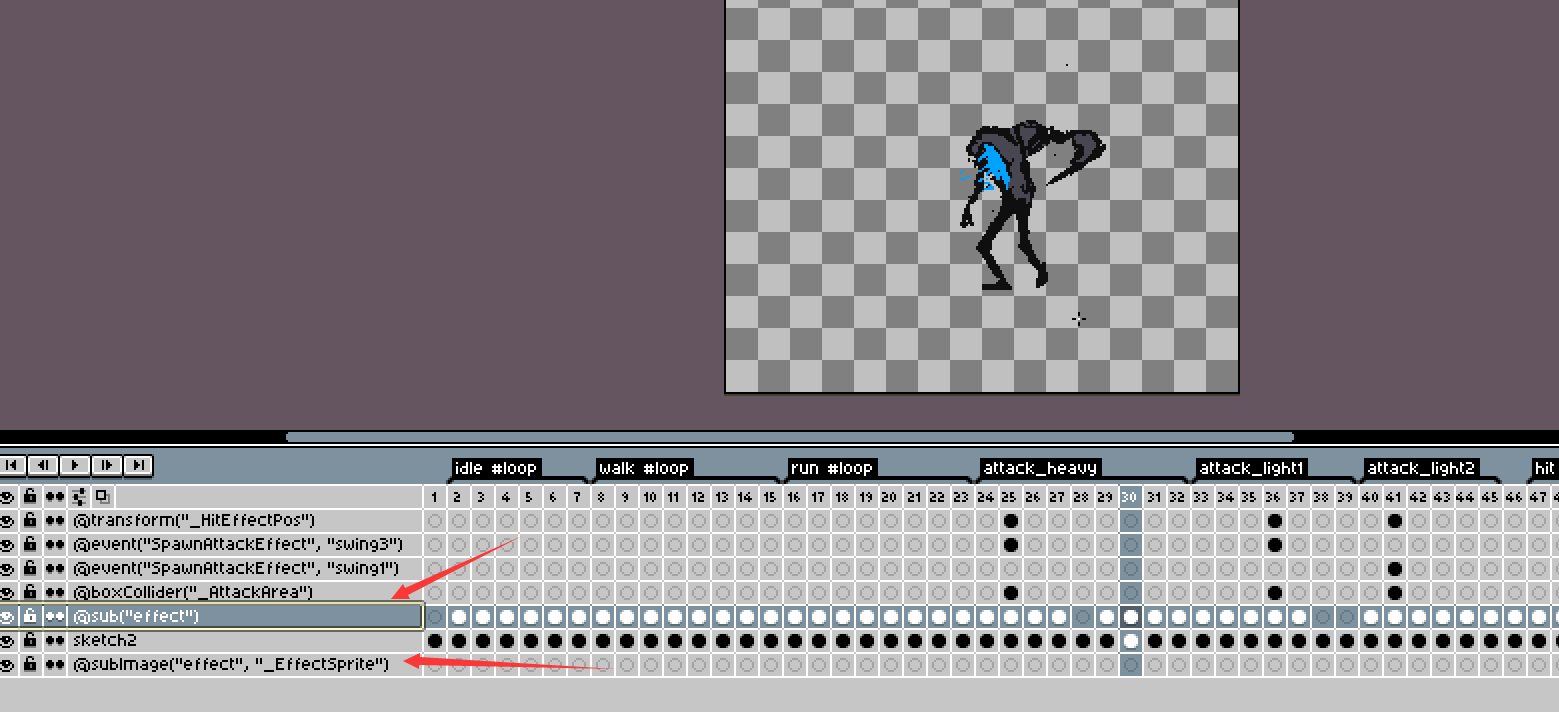 idle #loop walk #loop run #loop attack_heavy attack_light1 attack_light2 hit
1 2 3 4 5 6 7 8 9 10 11 12 13 14 15 16 17 18 19 20 21 22 23 24 25 26 27 28 29 30 31 32 33 34 35 36 37 38 39 40 41 42 43 44 45 46 47
@transform("_HitEffectPos")
@event("SpawnAttackEffect", "swing3")
@event("SpawnAttackEffect", "swing1")
@boxCollider("_AttackArea")
@sub("effect")
sketch2
@subImage("effect", "_EffectSprite")